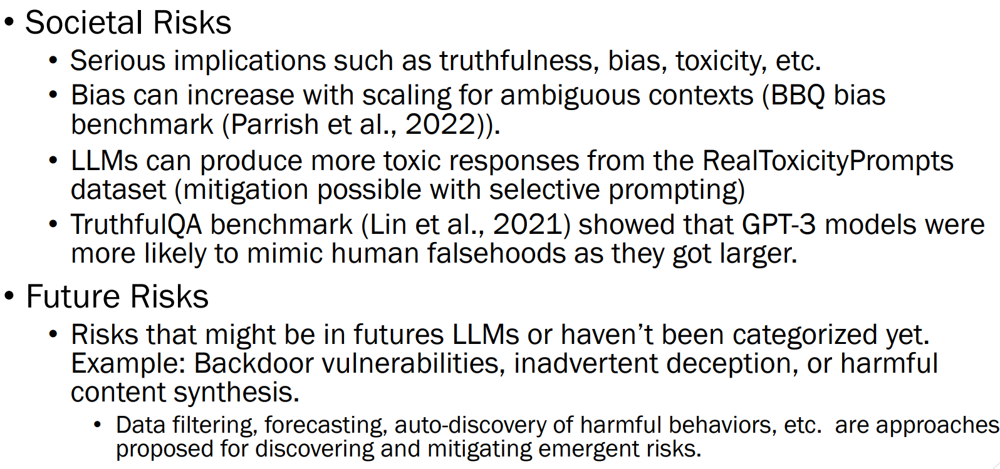 • Societal Risks
• Serious implications such as truthfulness, bias, toxicity, etc.
• Bias can increase with scaling for ambiguous contexts (BBQ bias
benchmark (Parrish et al., 2022)).
• LLMs can produce more toxic responses from the RealToxicityPrompts
dataset (mitigation possible with selective prompting)
• TruthfulQA benchmark (Lin et al., 2021) showed that GPT-3 models were
more likely to mimic human falsehoods as they got larger.
• Future Risks
• Risks that might be in futures LLMs or haven’t been categorized yet.
Example: Backdoor vulnerabilities, inadvertent deception, or harmful
content synthesis.
• Data filtering, forecasting, auto-discovery of harmful behaviors, etc.  are approaches
proposed for discovering and mitigating emergent risks.